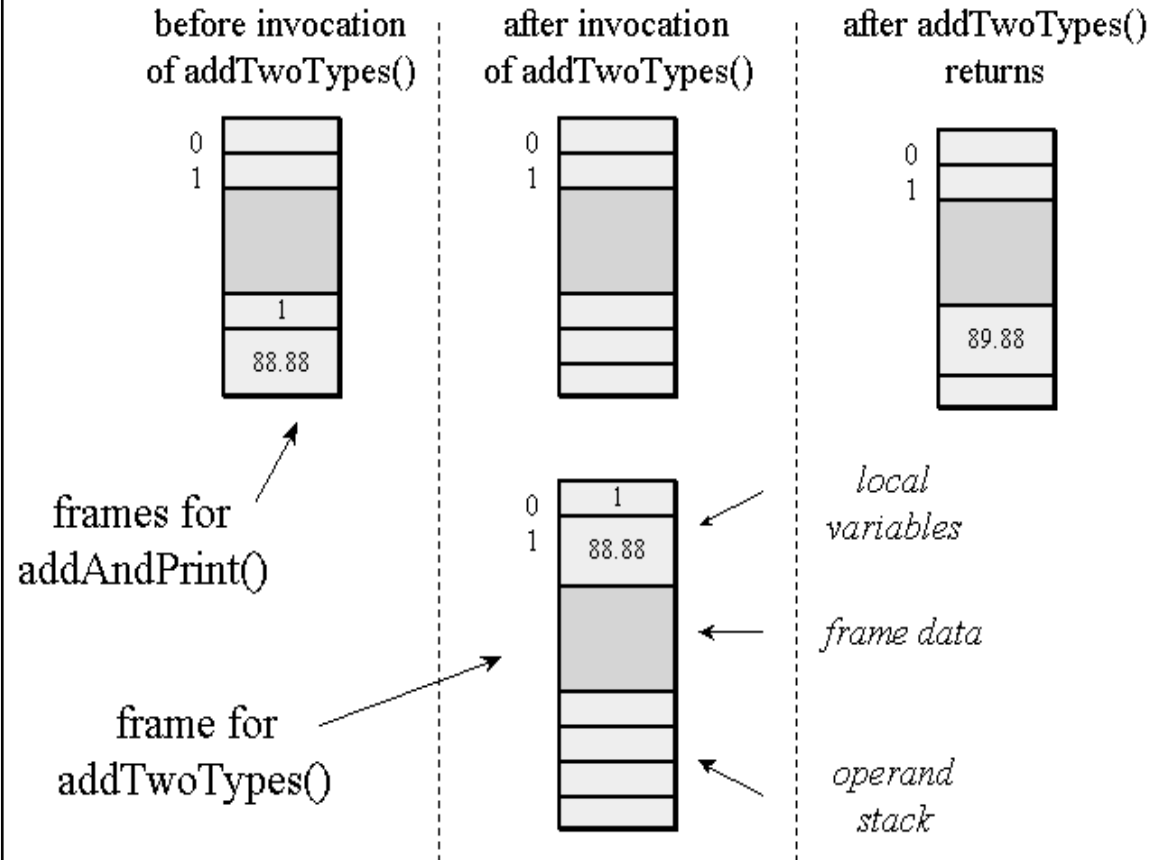 before invocation
of addTwoTypes()
after invocation
of addTwoTypes()
after addTwoTypes()
returns
0
1
1
88.88
0
1
0
1
89.88
frames for
addAndPrint()
0
1
1
88.88
local
variables
frame data
frame for
addTwoTypes()
operand
stack